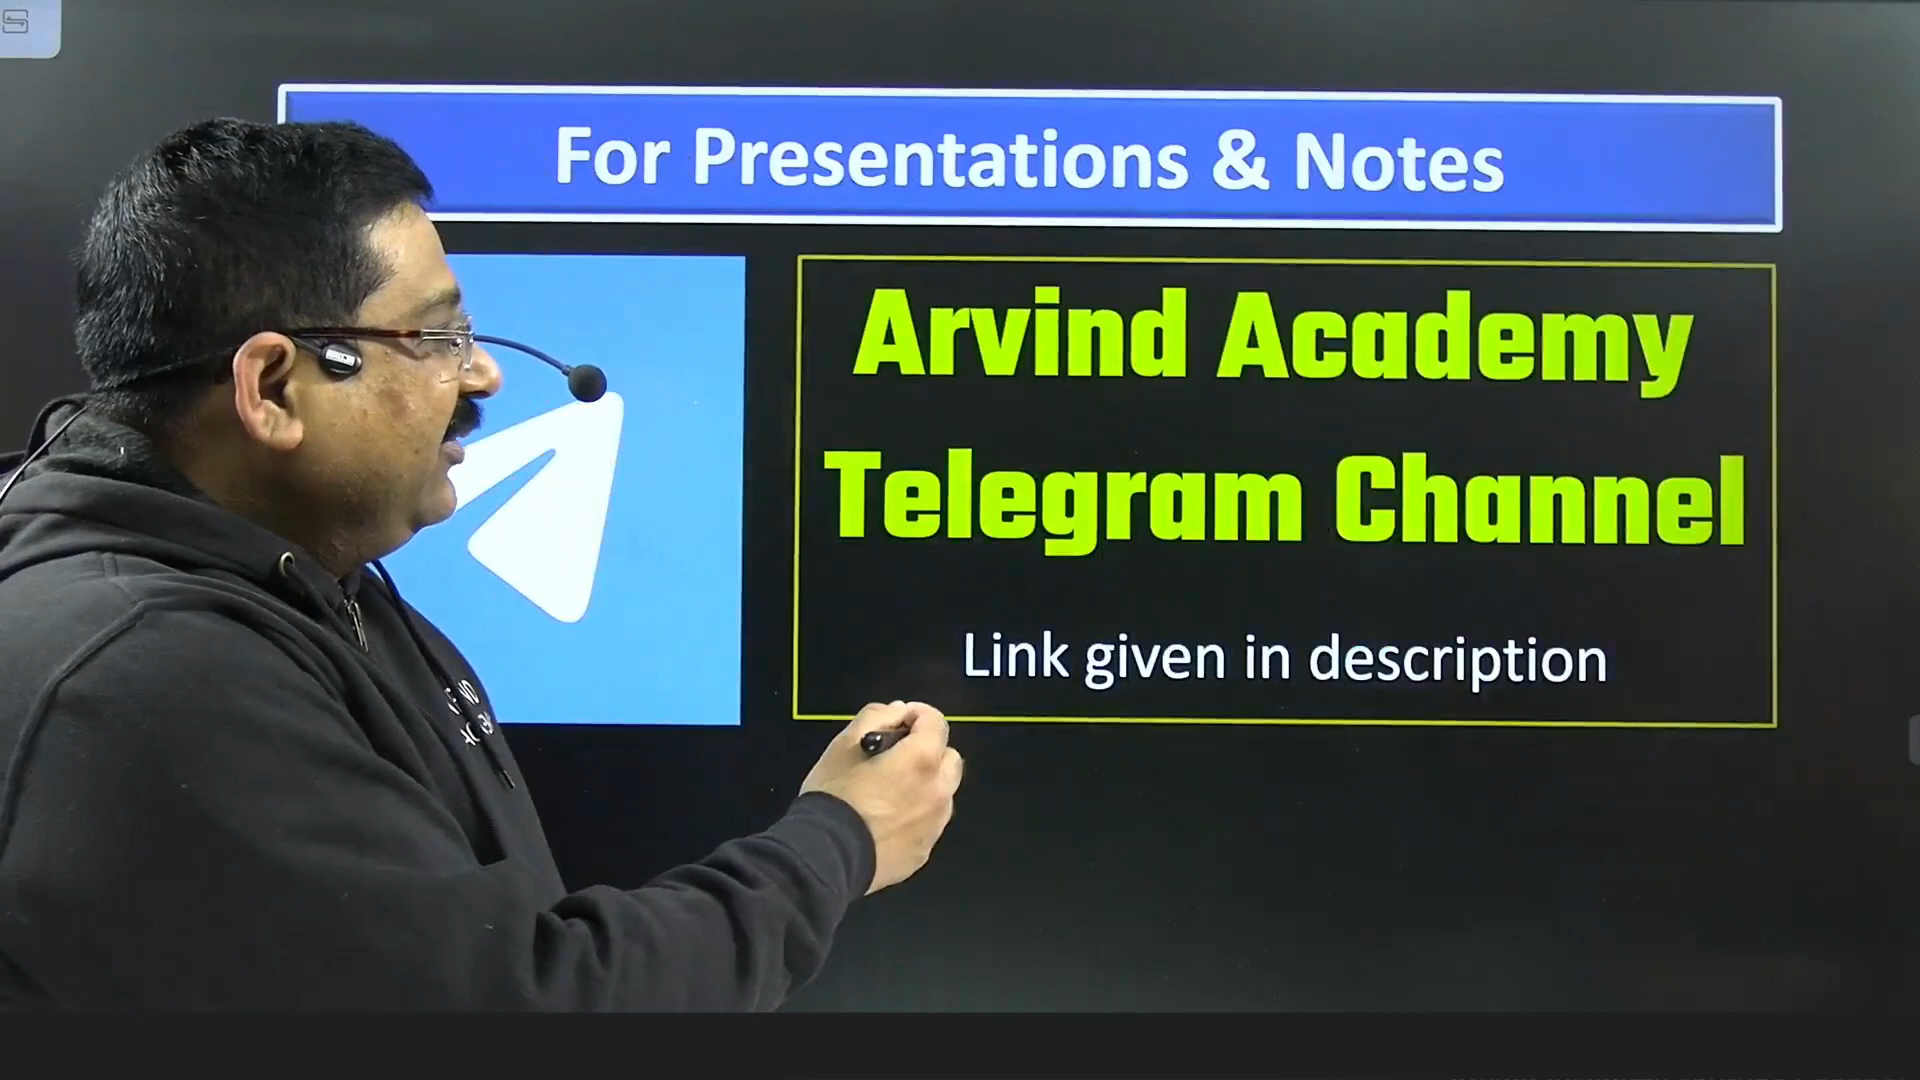 For Presentations & Notes
Arvind Academy
Telegram Channel
Link given in description